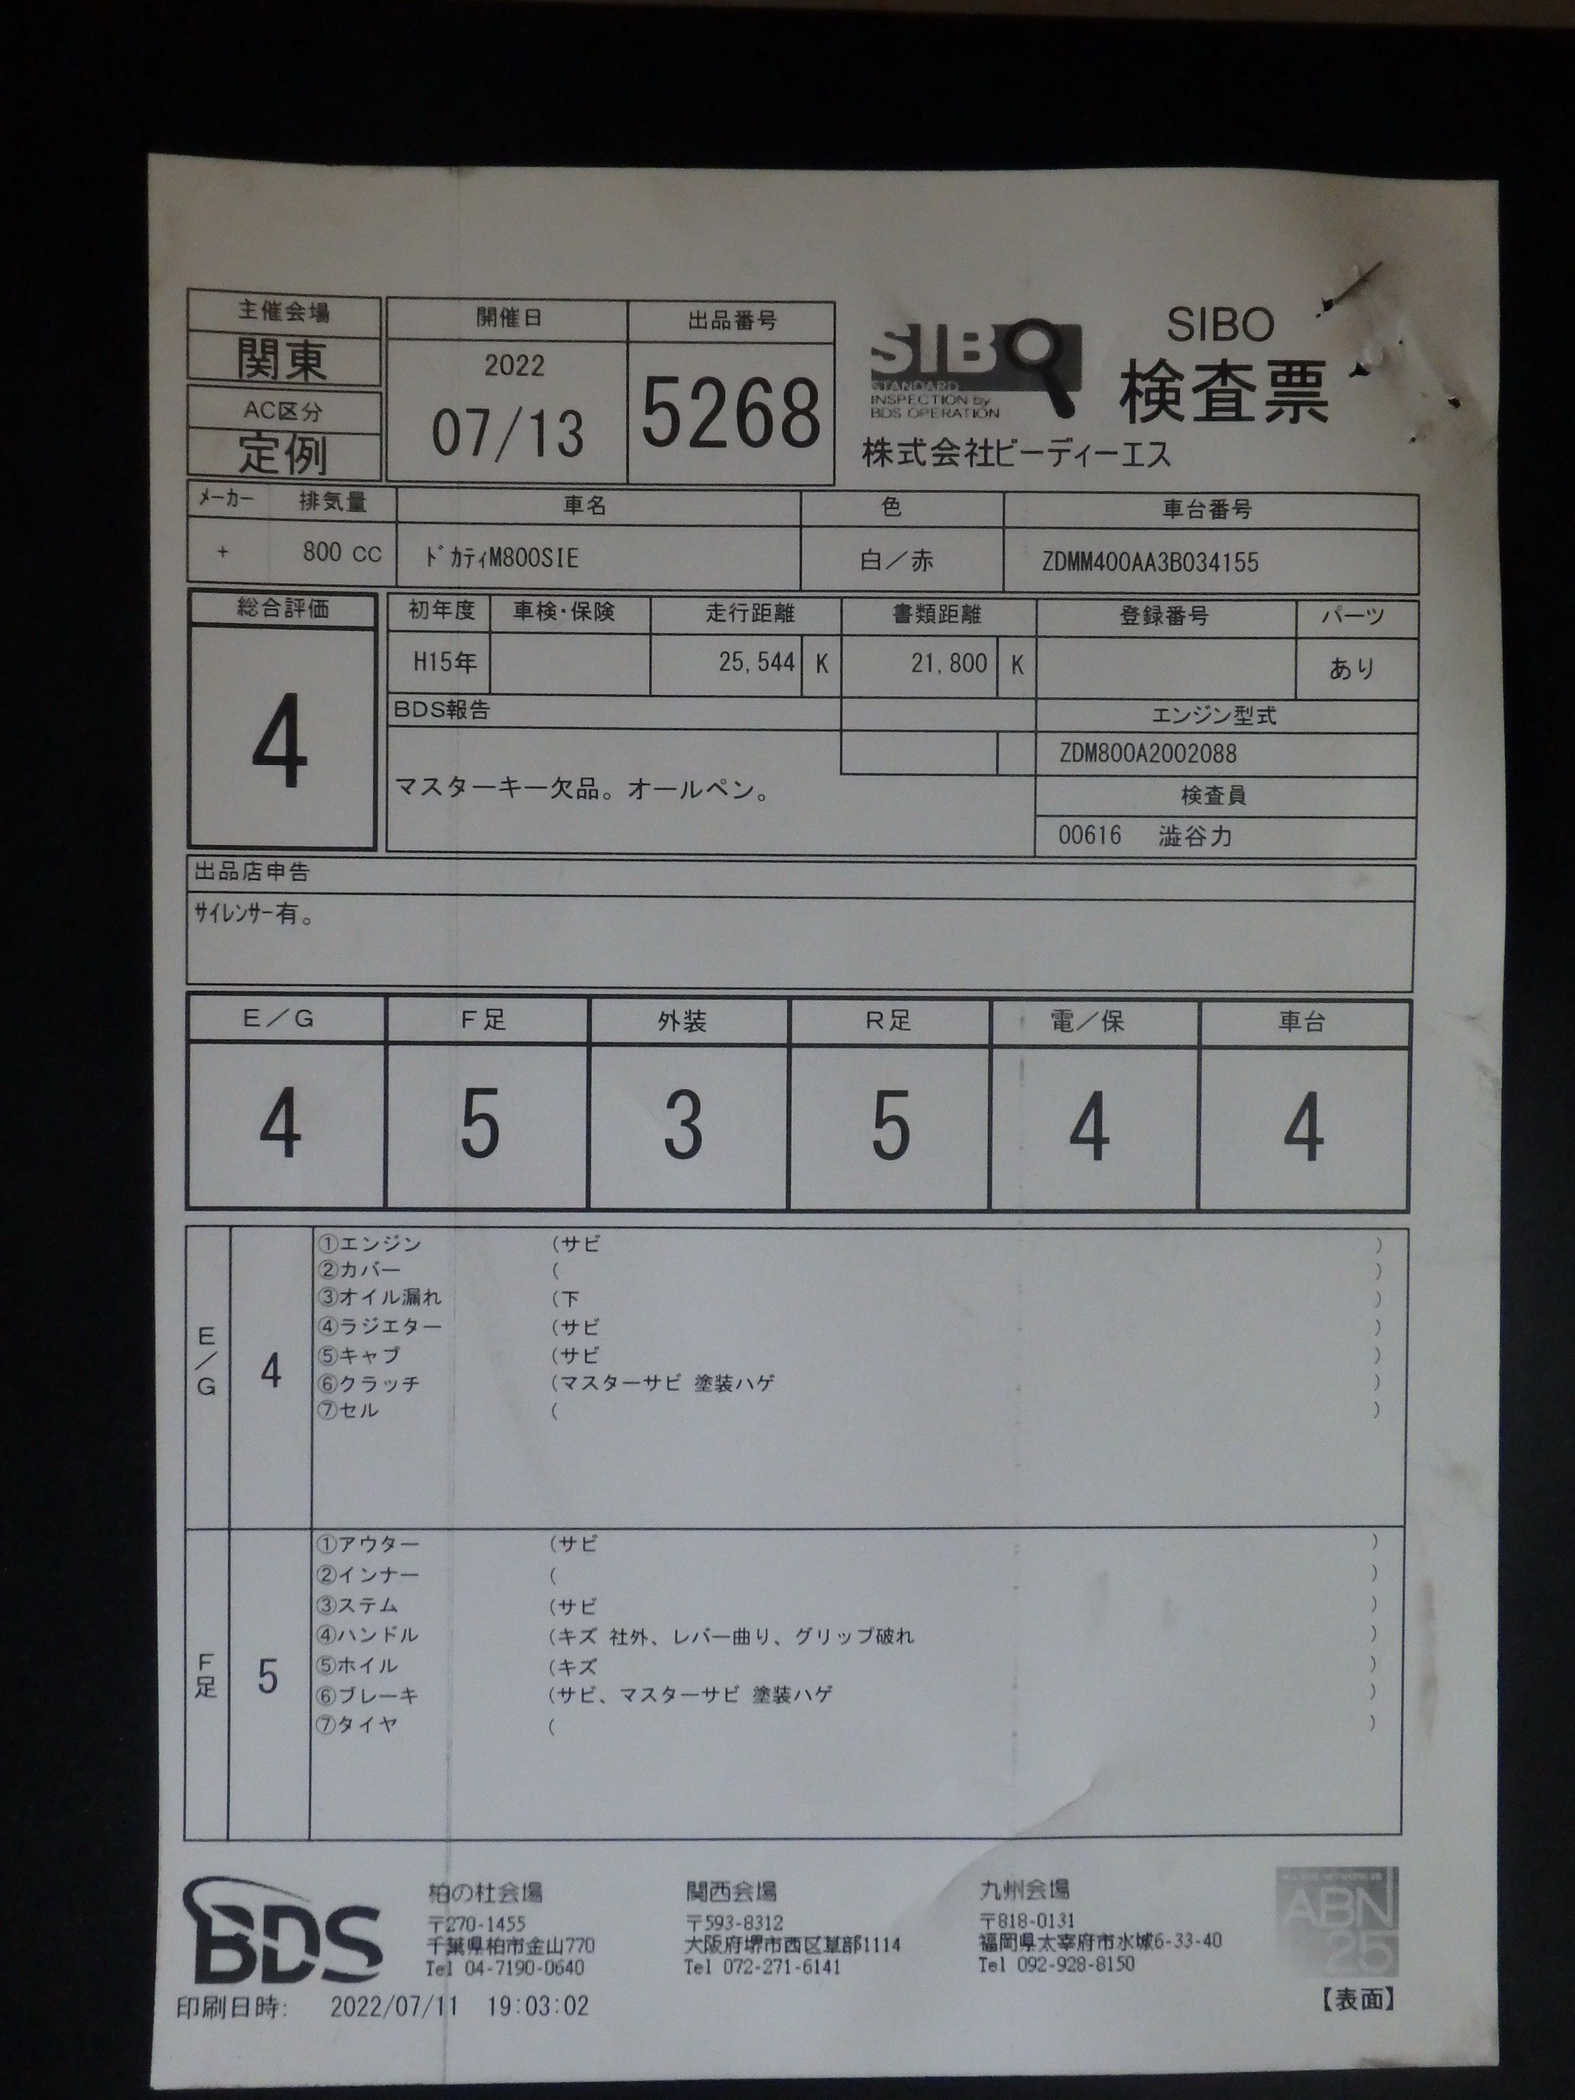 主催会場
関東
AC区分
定例
開催日
2022
07/13
出品番号
5268
SIBO
STANDARD
INSPECTION by
BDS OPERATION
SIBO
検査票
株式会社ビーディーエス
メーカー 排気量 車名 色 車台番号
+ 800 CC ドカティM800SIE 白／赤 ZDMM400AA3B034155
総合評価
4
初年度 車検・保険 走行距離 書類距離 登録番号 パーツ
H15年 25,544 K 21,800 K あり
BDS報告
マスターキー欠品。オールペン。
エンジン型式
ZDM800A2002088
検査員
00616 澁谷力
出品店申告
サイレンサー有。
E／G F足 外装 R足 電／保 車台
4 5 3 5 4 4
E／G 4
①エンジン (サビ )
②カバー ( )
③オイル漏れ (下 )
④ラジエター (サビ )
⑤キャブ (サビ )
⑥クラッチ (マスターサビ 塗装ハゲ )
⑦セル ( )
F足 5
①アウター (サビ )
②インナー ( )
③ステム (サビ )
④ハンドル (キズ 社外、レバー曲り、グリップ破れ )
⑤ホイル (キズ )
⑥ブレーキ (サビ、マスターサビ 塗装ハゲ )
⑦タイヤ ( )
BDS
柏の杜会場
〒270-1455
千葉県柏市金山770
Tel 04-7190-0640
関西会場
〒593-8312
大阪府堺市西区草部1114
Tel 072-271-6141
九州会場
〒818-0131
福岡県太宰府市水城6-33-40
Tel 092-928-8150
ABN
25
印刷日時: 2022/07/11 19:03:02
【表面】